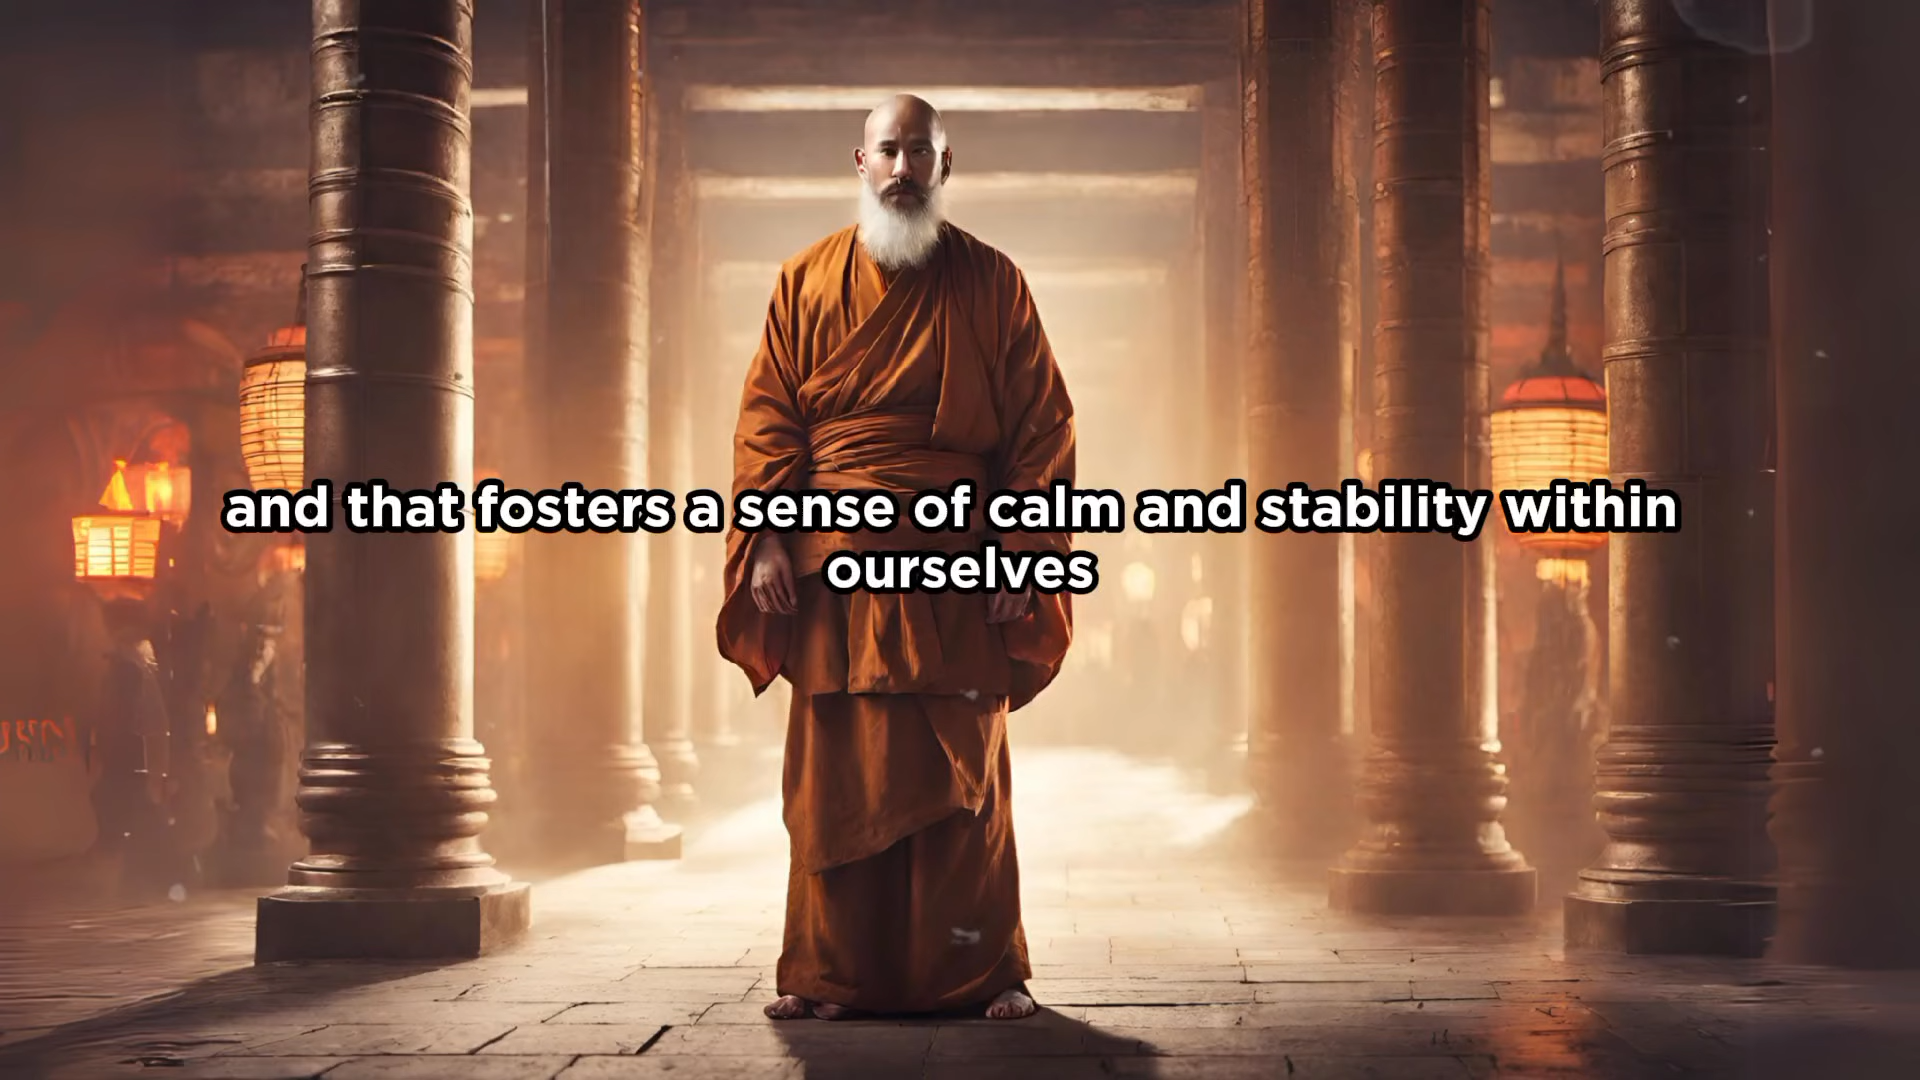 and that fosters a sense of calm and stability within
ourselves